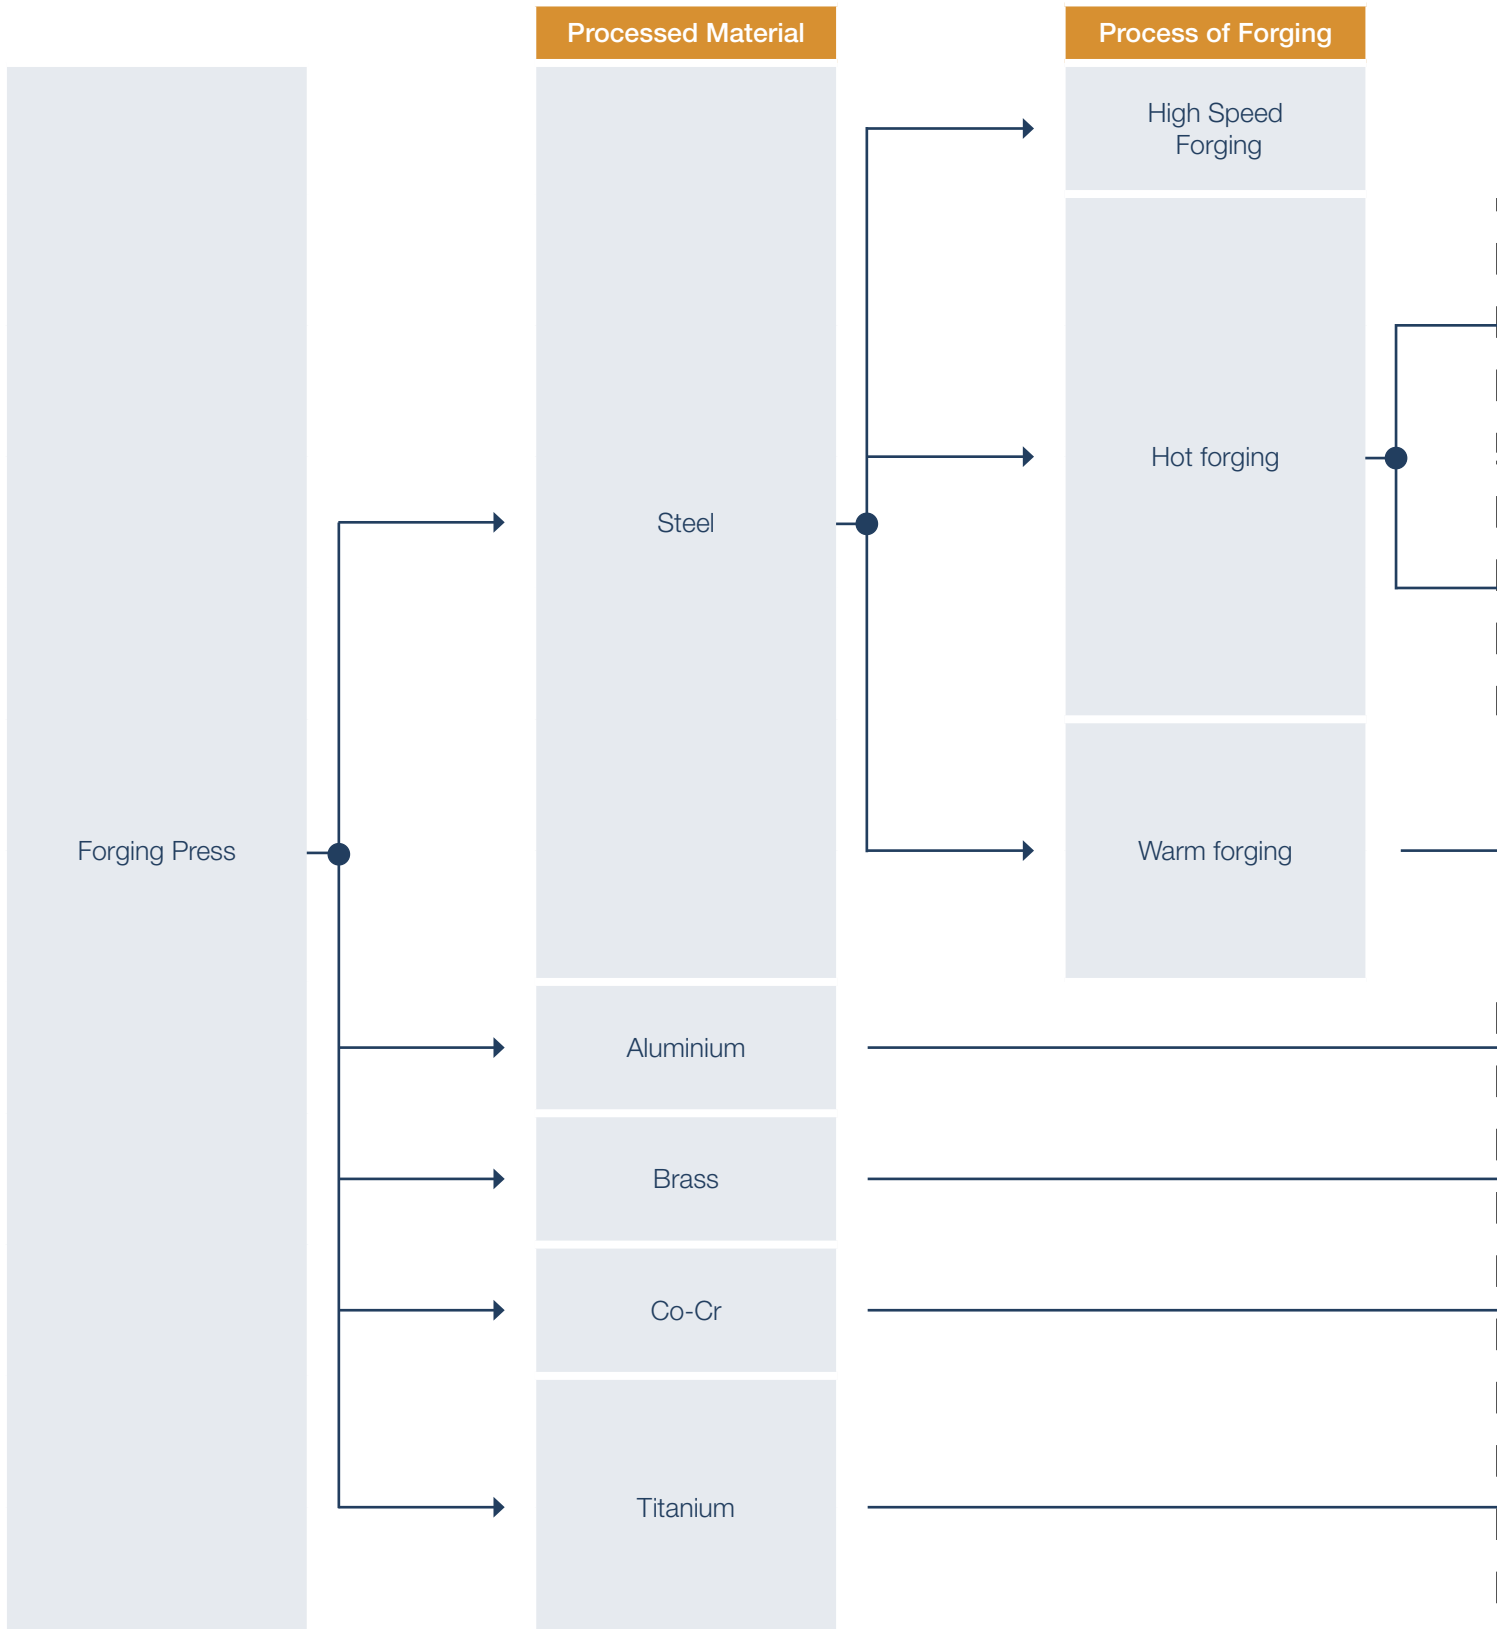 Processed Material
Process of Forging
High Speed
Forging
Hot forging
Steel
Forging Press
Warm forging
Aluminium
Brass
Co-Cr
Titanium